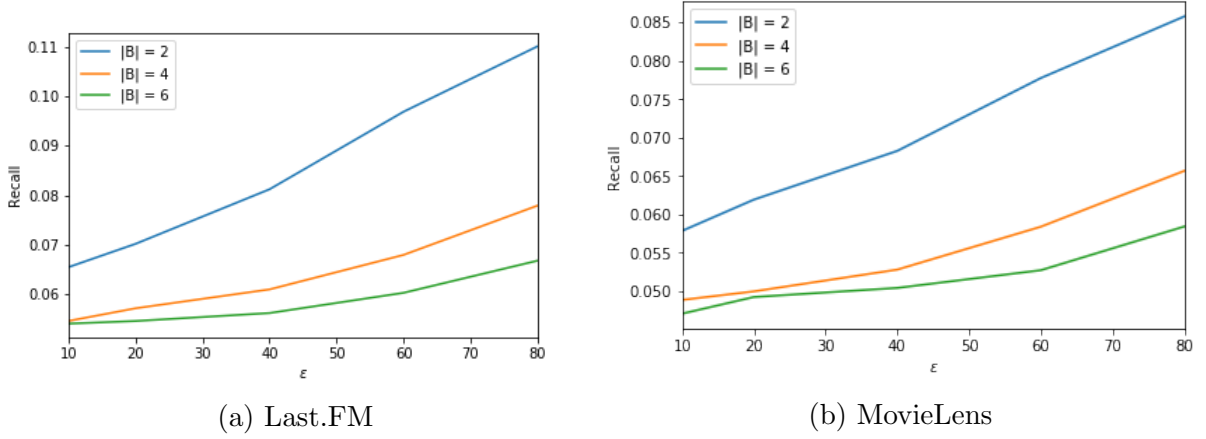 |B| = 2
|B| = 4
|B| = 6
0.11
0.10
0.09
0.08
0.07
0.06
Recall
10 20 30 40 50 60 70 80
ε
(a) Last.FM
|B| = 2
|B| = 4
|B| = 6
0.085
0.080
0.075
0.070
0.065
0.060
0.055
0.050
Recall
10 20 30 40 50 60 70 80
ε
(b) MovieLens